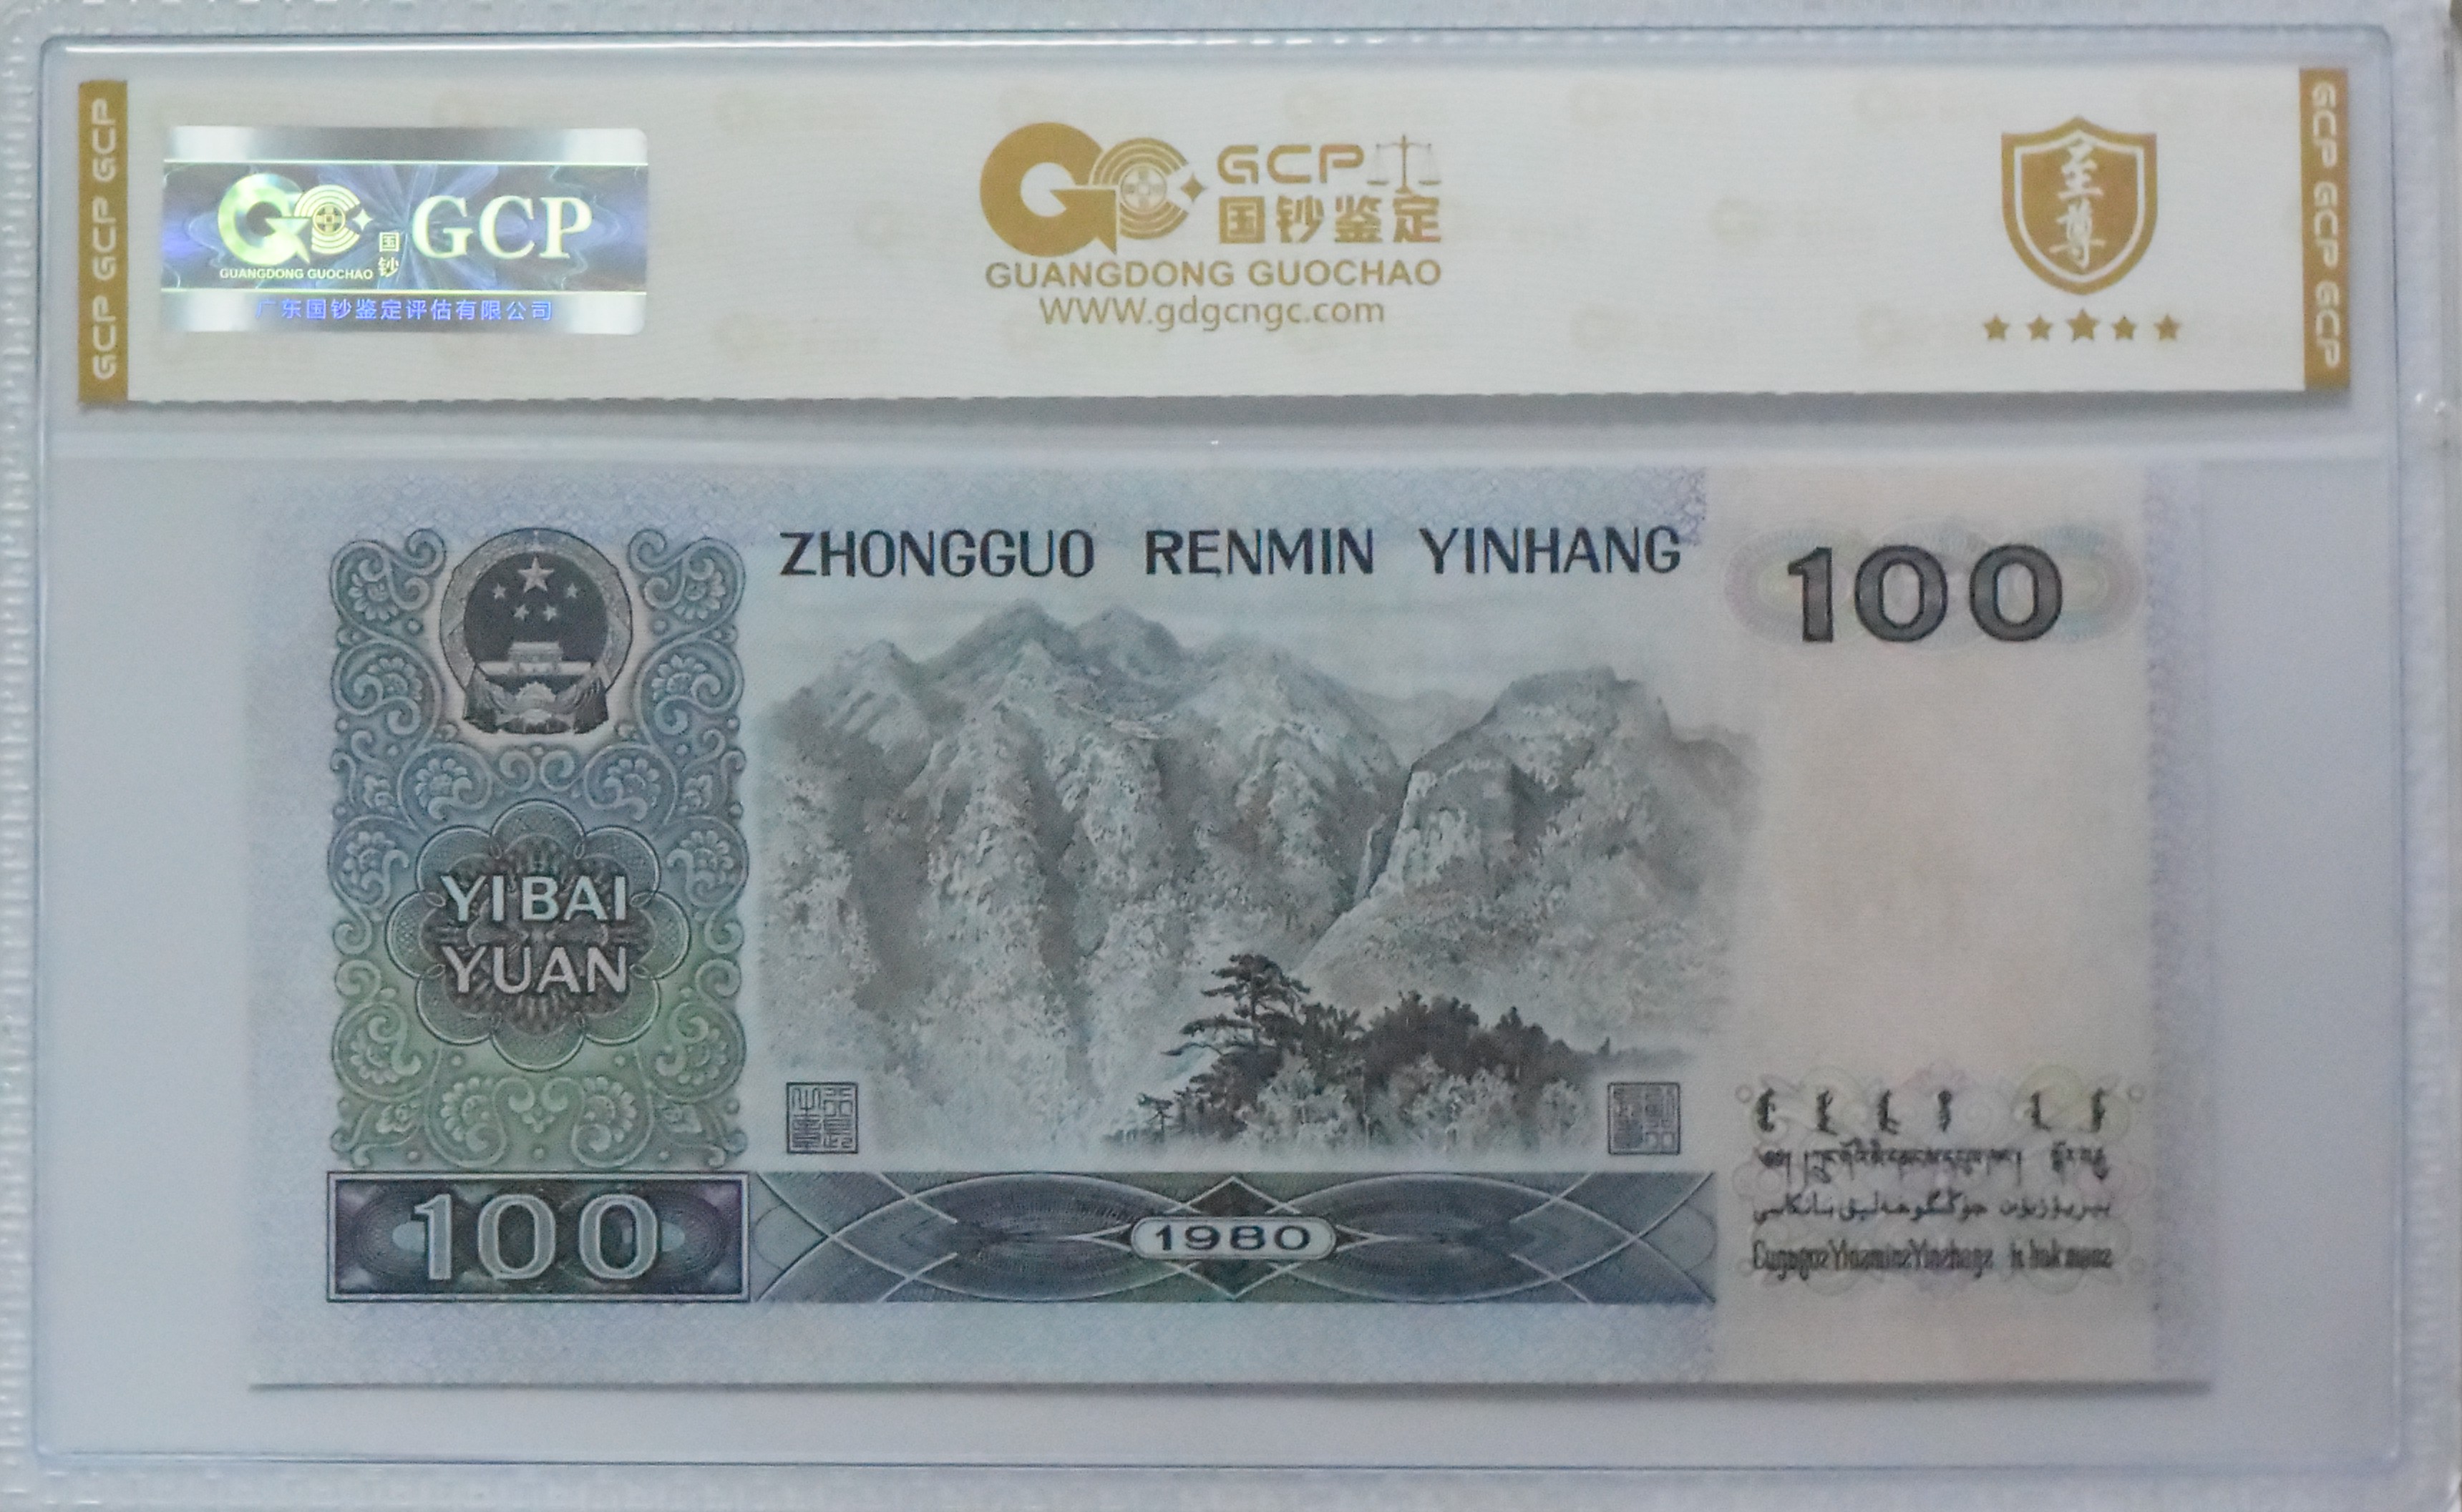 GCP GCP GCP
国钞
GCP
GUANGDONG GUOCHAO
广东国钞鉴定评估有限公司
GCP
国钞鉴定
GUANGDONG GUOCHAO
WWW.gdgcngc.com
至尊
GCP GCP GCP
ZHONGGUO RENMIN YINHANG
100
YI BAI
YUAN
100
1980